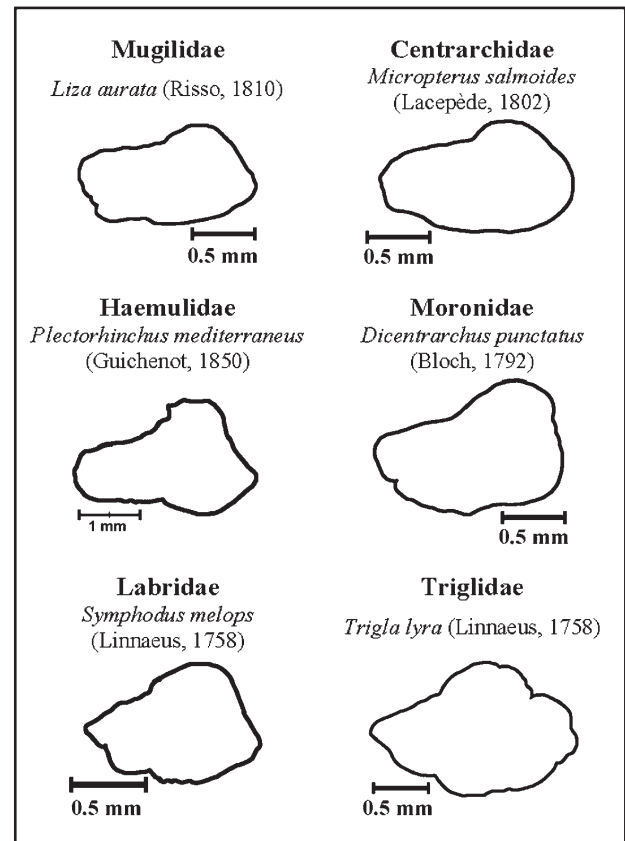 Mugilidae
Liza aurata (Risso, 1810)
0.5 mm
Centrarchidae
Micropterus salmoides
(Lacepède, 1802)
0.5 mm
Haemulidae
Plectorhinchus mediterraneus
(Guichenot, 1850)
1 mm
Moronidae
Dicentrarchus punctatus
(Bloch, 1792)
0.5 mm
Labridae
Symphodus melops
(Linnaeus, 1758)
0.5 mm
Triglidae
Trigla lyra (Linnaeus, 1758)
0.5 mm